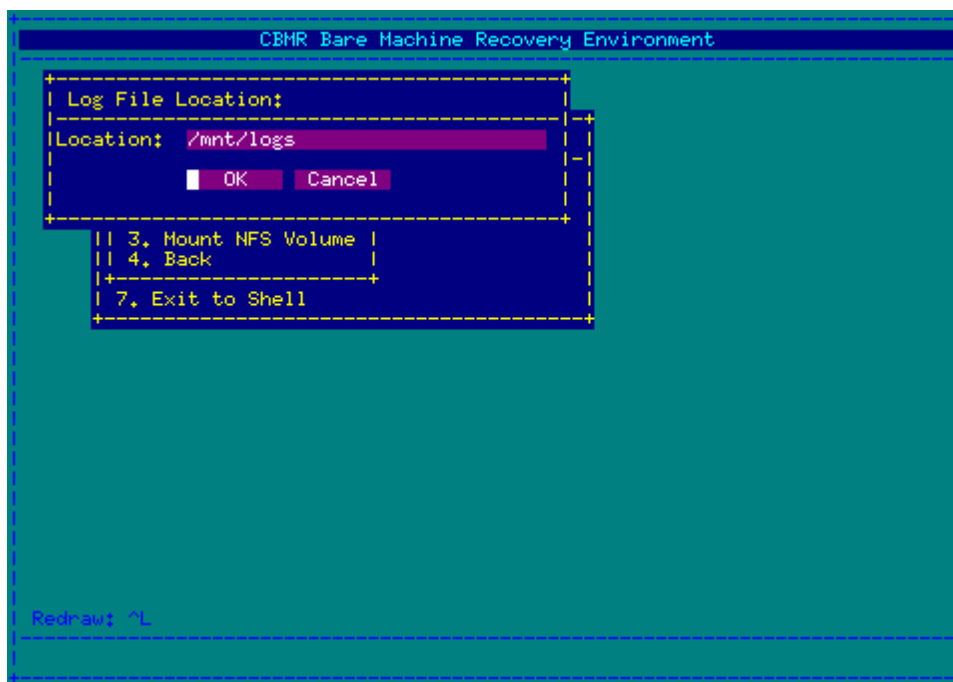 CBMR Bare Machine Recovery Environment
Log File Location:
Location: /mnt/logs
OK Cancel
3. Mount NFS Volume
4. Back
7. Exit to Shell
Redraw: ^L